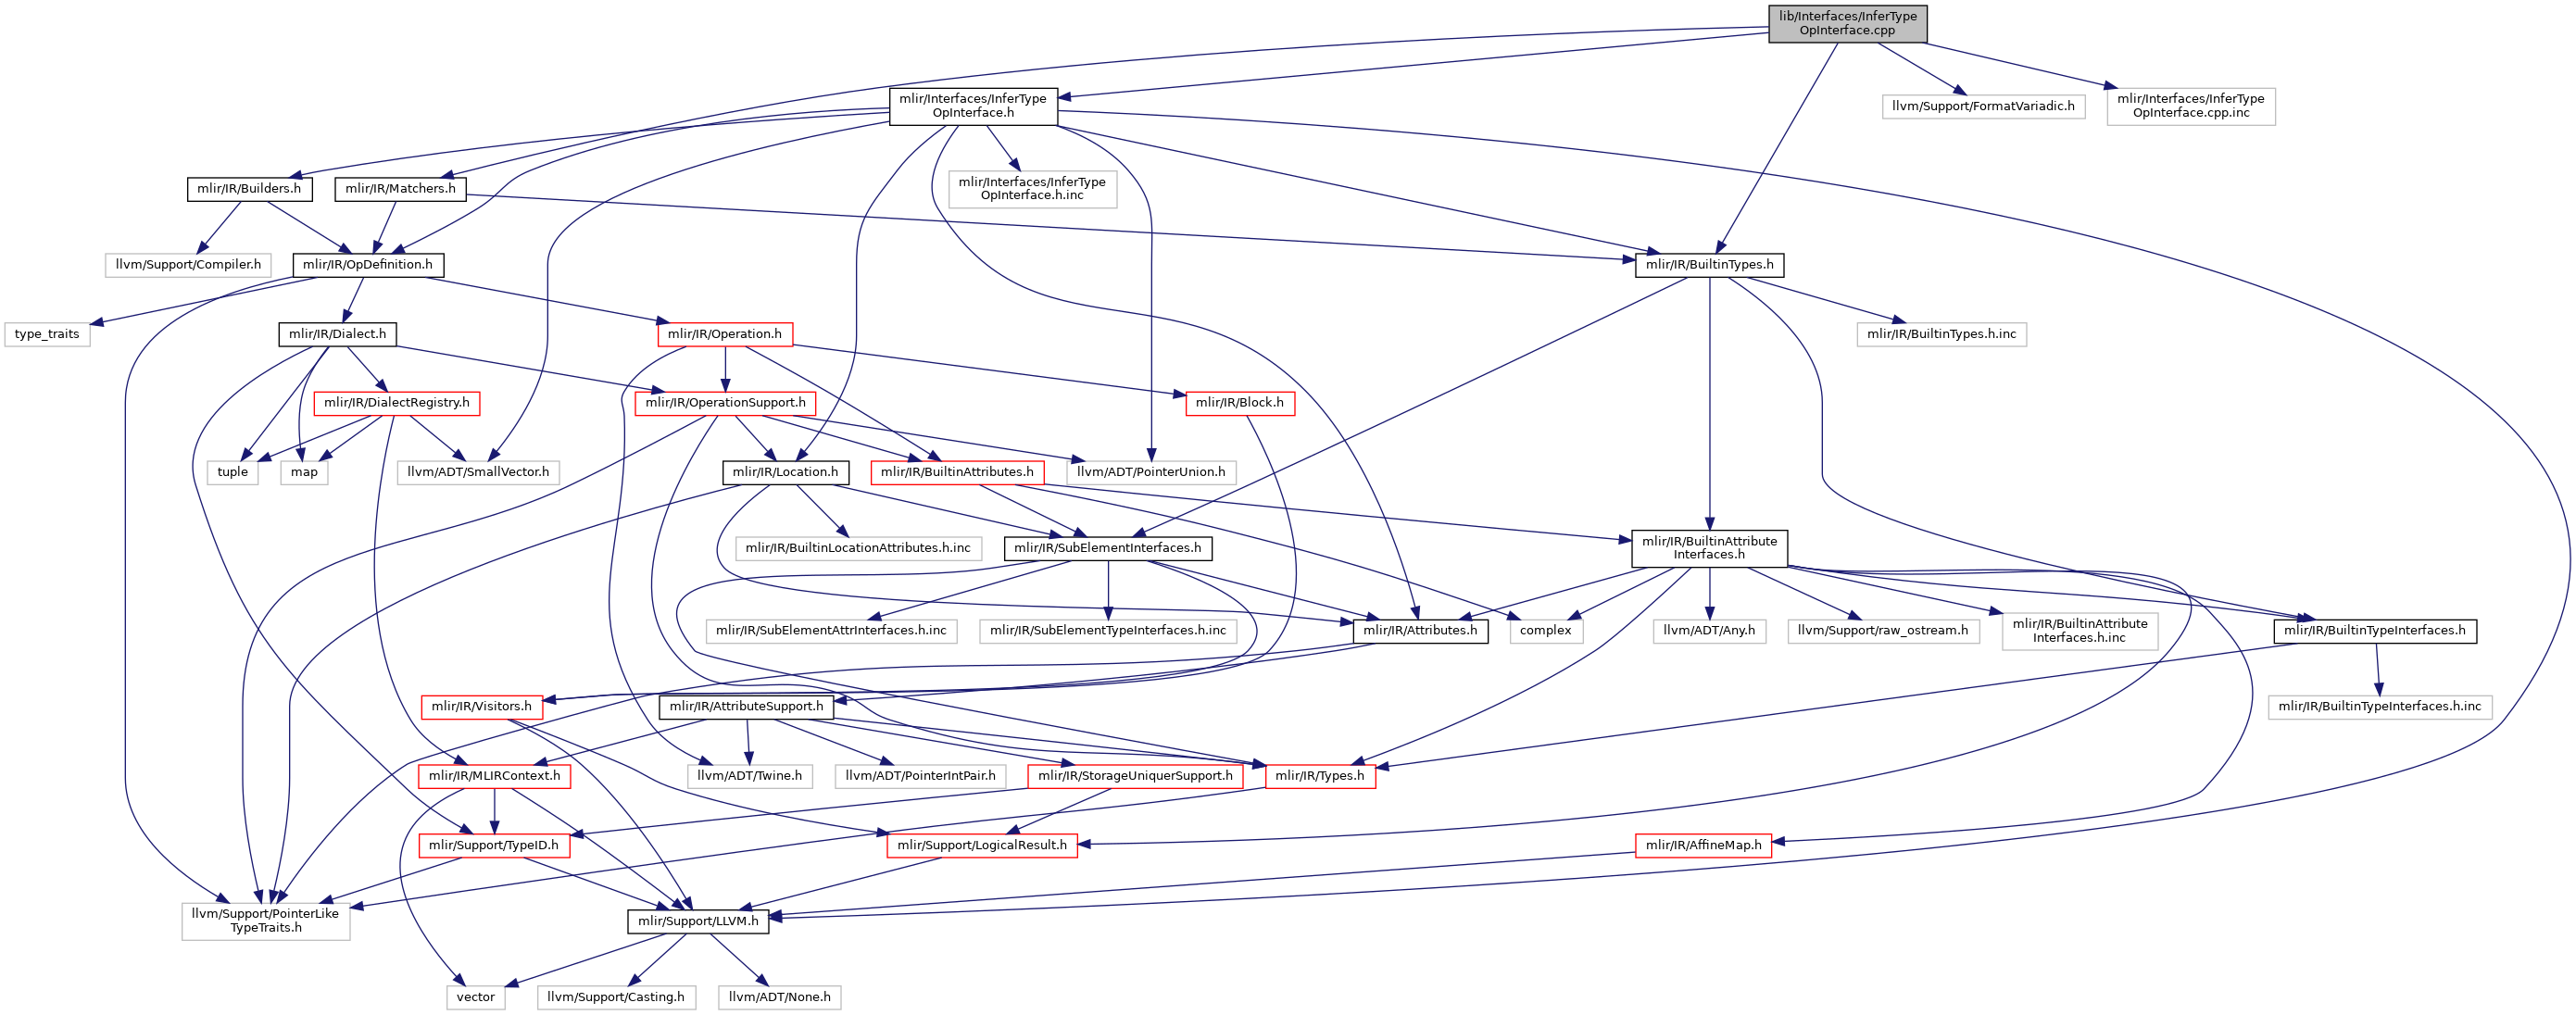 lib/Interfaces/InferType
OpInterface.cpp
mlir/Interfaces/InferType
OpInterface.h
llvm/Support/FormatVariadic.h
mlir/Interfaces/InferType
OpInterface.cpp.inc
mlir/IR/Builders.h
mlir/IR/Matchers.h
mlir/Interfaces/InferType
OpInterface.h.inc
llvm/Support/Compiler.h
mlir/IR/OpDefinition.h
mlir/IR/BuiltinTypes.h
type_traits
mlir/IR/Dialect.h
mlir/IR/Operation.h
mlir/IR/BuiltinTypes.h.inc
mlir/IR/DialectRegistry.h
mlir/IR/OperationSupport.h
mlir/IR/Block.h
tuple
map
llvm/ADT/SmallVector.h
mlir/IR/Location.h
mlir/IR/BuiltinAttributes.h
llvm/ADT/PointerUnion.h
mlir/IR/BuiltinLocationAttributes.h.inc
mlir/IR/SubElementInterfaces.h
mlir/IR/BuiltinAttribute
Interfaces.h
mlir/IR/SubElementAttrInterfaces.h.inc
mlir/IR/SubElementTypeInterfaces.h.inc
mlir/IR/Attributes.h
complex
llvm/ADT/Any.h
llvm/Support/raw_ostream.h
mlir/IR/BuiltinAttribute
Interfaces.h.inc
mlir/IR/BuiltinTypeInterfaces.h
mlir/IR/Visitors.h
mlir/IR/AttributeSupport.h
mlir/IR/BuiltinTypeInterfaces.h.inc
mlir/IR/MLIRContext.h
llvm/ADT/Twine.h
llvm/ADT/PointerIntPair.h
mlir/IR/StorageUniquerSupport.h
mlir/IR/Types.h
mlir/Support/TypeID.h
mlir/Support/LogicalResult.h
mlir/IR/AffineMap.h
llvm/Support/PointerLike
TypeTraits.h
mlir/Support/LLVM.h
vector
llvm/Support/Casting.h
llvm/ADT/None.h